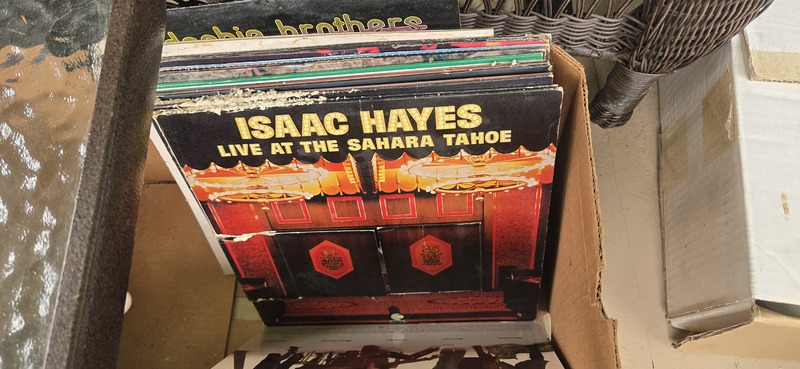 doobie brothers
ISAAC HAYES
LIVE AT THE SAHARA TAHOE